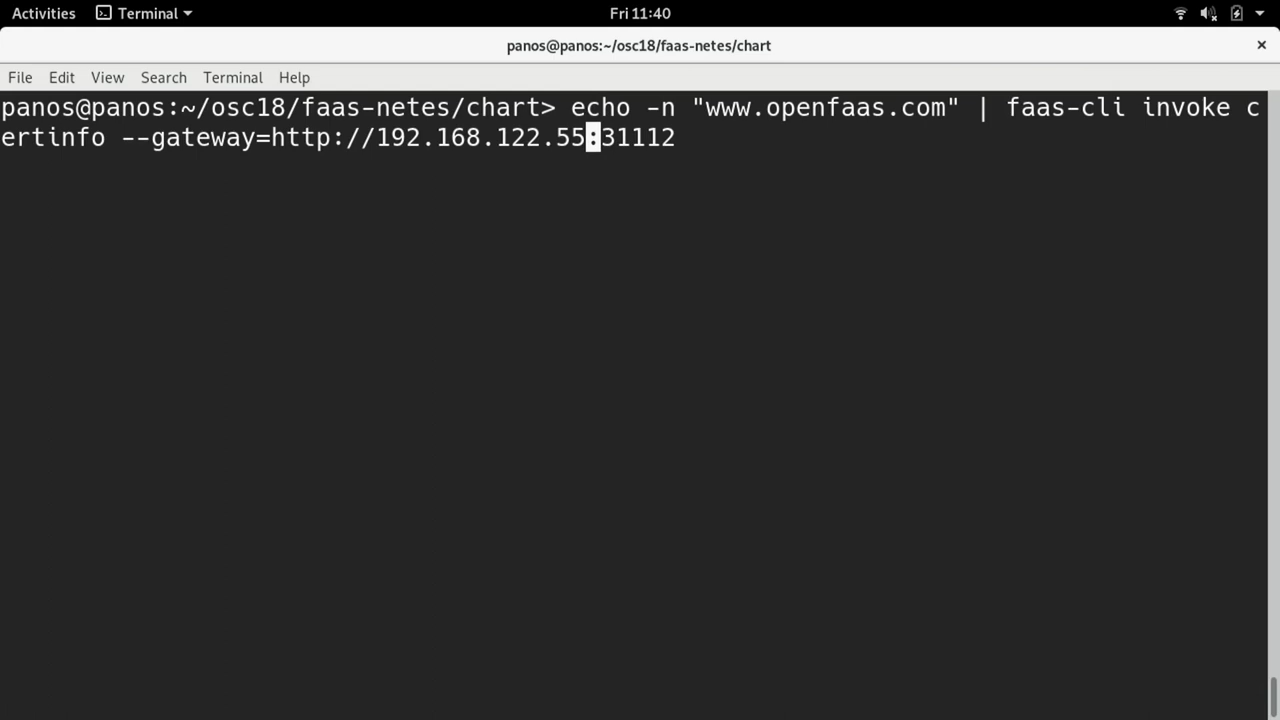 Activities Terminal Fri 11:40
panos@panos:~/osc18/faas-netes/chart
File Edit View Search Terminal Help
panos@panos:~/osc18/faas-netes/chart> echo -n "www.openfaas.com" | faas-cli invoke c
ertinfo --gateway=http://192.168.122.55:31112